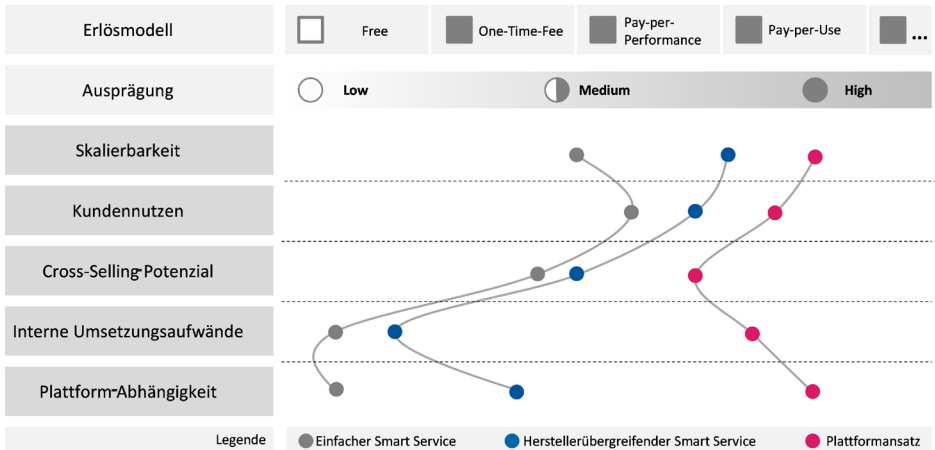 Erlösmodell
Free
One-Time-Fee
Pay-per-
Performance
Pay-per-Use
...
Ausprägung
Low
Medium
High
Skalierbarkeit
Kundennutzen
Cross-Selling-Potenzial
Interne Umsetzungsaufwände
Plattform-Abhängigkeit
Legende
Einfacher Smart Service
Herstellerübergreifender Smart Service
Plattformansatz